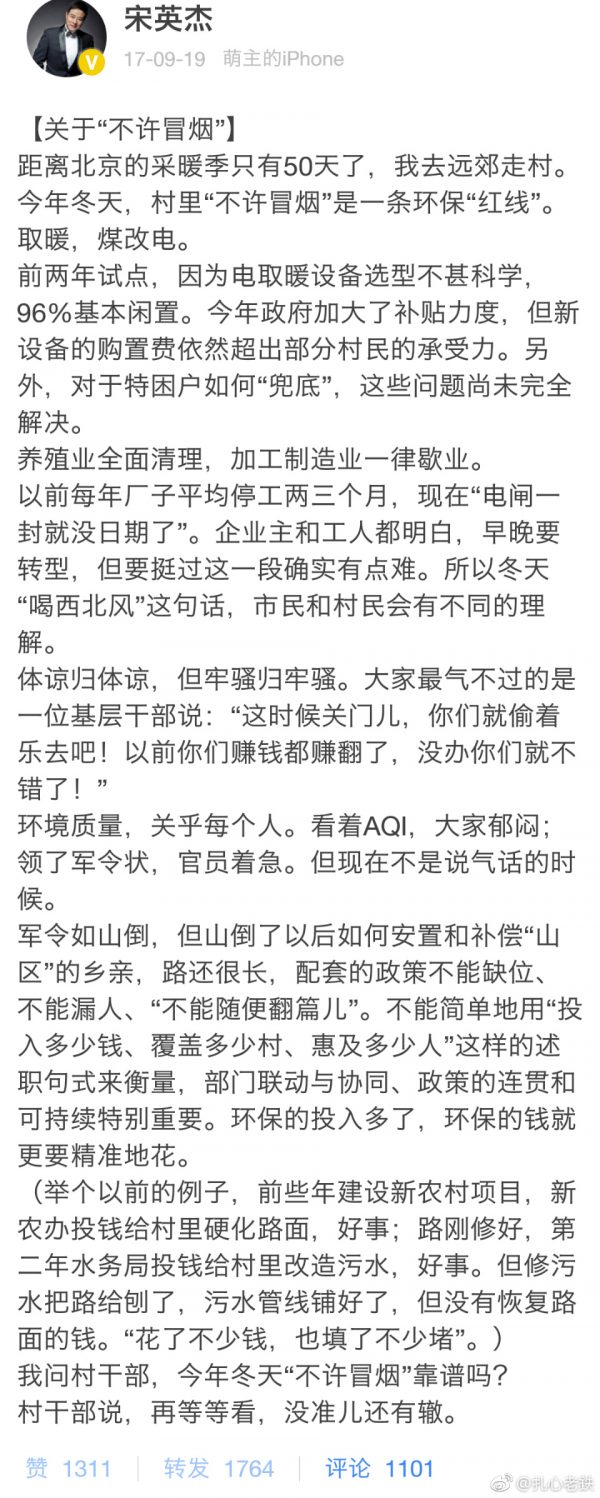 宋英杰
V
17-09-19 萌主的iPhone
【关于“不许冒烟”】
距离北京的采暖季只有50天了，我去远郊走村。
今年冬天，村里“不许冒烟”是一条环保“红线”。
取暖，煤改电。
前两年试点，因为电取暖设备选型不甚科学，
96%基本闲置。今年政府加大了补贴力度，但新
设备的购置费依然超出部分村民的承受力。另
外，对于特困户如何“兜底”，这些问题尚未完全
解决。
养殖业全面清理，加工制造业一律歇业。
以前每年厂子平均停工两三个月，现在“电闸一
封就没日期了”。企业主和工人都明白，早晚要
转型，但要挺过这一段确实有点难。所以冬天
“喝西北风”这句话，市民和村民会有不同的理
解。
体谅归体谅，但牢骚归牢骚。大家最气不过的是
一位基层干部说：“这时候关门儿，你们就偷着
乐去吧！以前你们赚钱都赚翻了，没办你们就不
错了！”
环境质量，关乎每个人。看着AQI，大家郁闷；
领了军令状，官员着急。但现在不是说气话的时
候。
军令如山倒，但山倒了以后如何安置和补偿“山
区”的乡亲，路还很长，配套的政策不能缺位、
不能漏人、“不能随便翻篇儿”。不能简单地用“投
入多少钱、覆盖多少村、惠及多少人”这样的述
职句式来衡量，部门联动与协同、政策的连贯和
可持续特别重要。环保的投入多了，环保的钱就
更要精准地花。
（举个以前的例子，前些年建设新农村项目，新
农办投钱给村里硬化路面，好事；路刚修好，第
二年水务局投钱给村里改造污水，好事。但修污
水把路给刨了，污水管线铺好了，但没有恢复路
面的钱。“花了不少钱，也填了不少堵”。）
我问村干部，今年冬天“不许冒烟”靠谱吗？
村干部说，再等等看，没准儿还有辙。
赞 1311 转发 1764 评论 1101
@扎心老铁